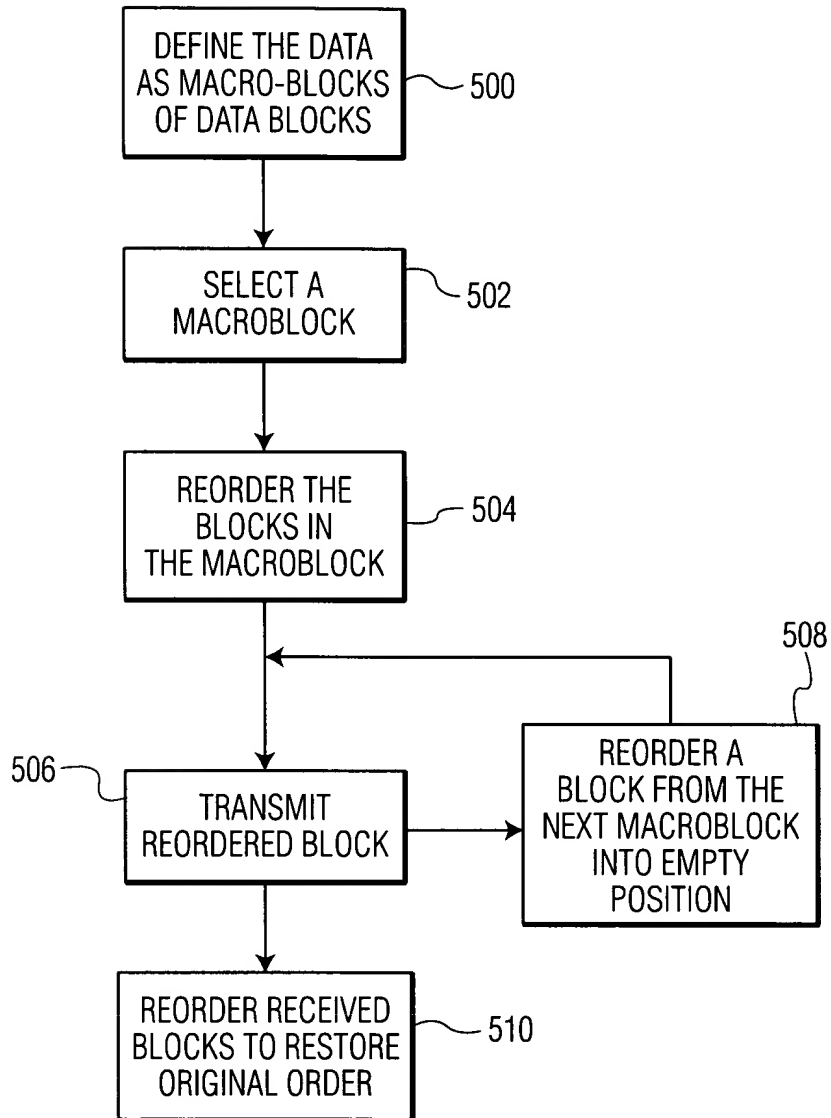 DEFINE THE DATA
AS MACRO-BLOCKS
OF DATA BLOCKS
500
SELECT A
MACROBLOCK
502
REORDER THE
BLOCKS IN
THE MACROBLOCK
504
506
TRANSMIT
REORDERED BLOCK
508
REORDER A
BLOCK FROM THE
NEXT MACROBLOCK
INTO EMPTY
POSITION
REORDER RECEIVED
BLOCKS TO RESTORE
ORIGINAL ORDER
510